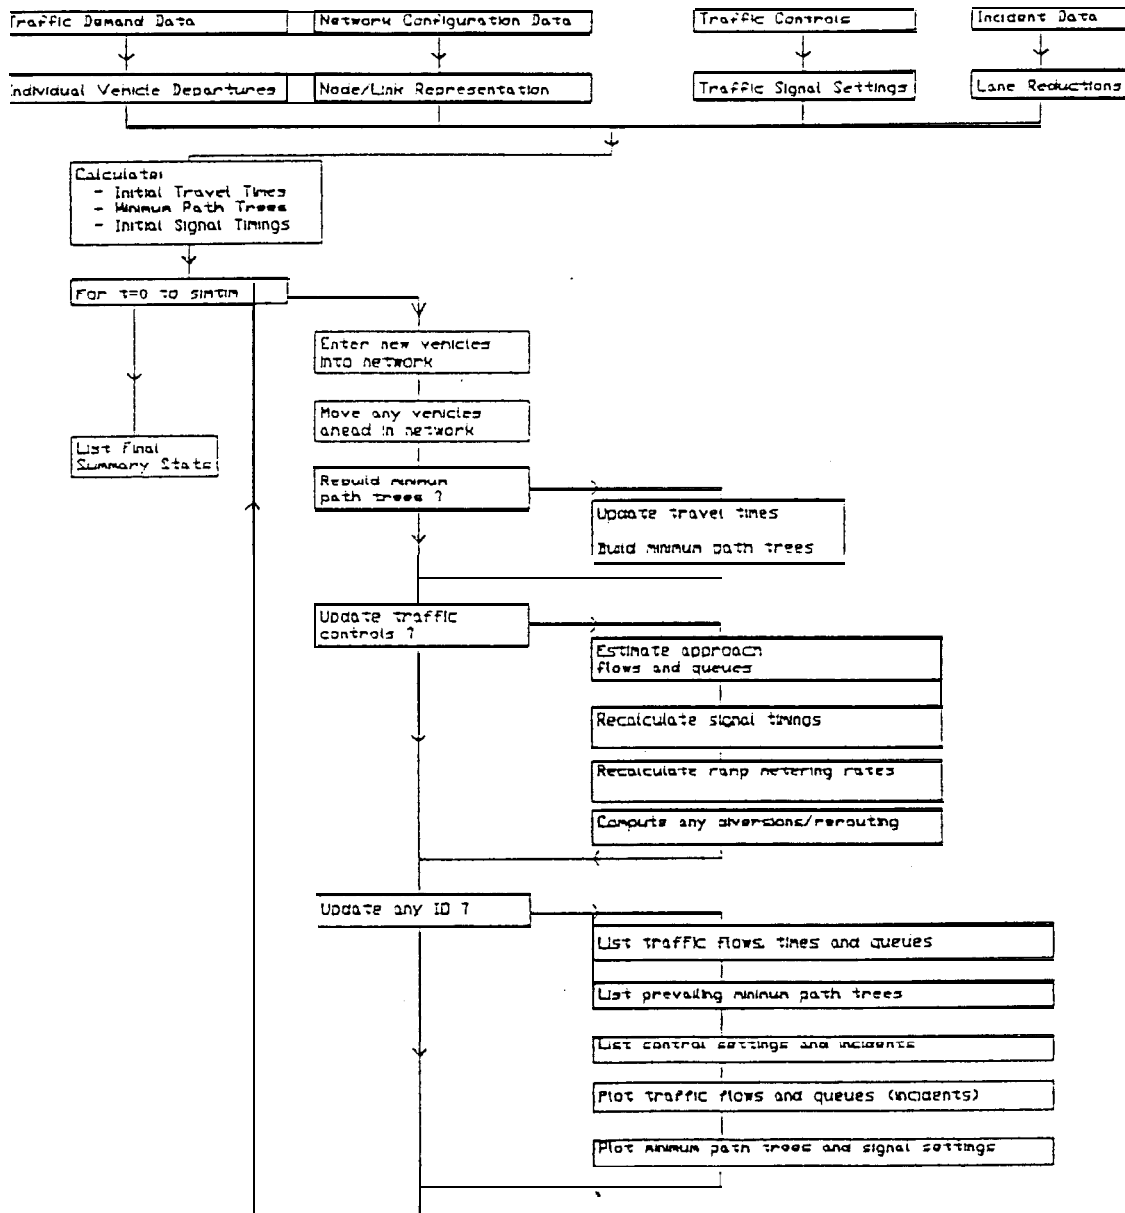 Traffic Demand Data
Network Configuration Data
Traffic Controls
Incident Data
Individual Vehicle Departures
Node/Link Representation
Traffic Signal Settings
Lane Reductions
Calculate:
- Initial Travel Times
- Minimum Path Trees
- Initial Signal Timings
For t=0 to simtim
Enter new vehicles
into network
Move any vehicles
ahead in network
List Final
Summary Stats
Rebuild minimum
path trees ?
Update travel times
Build minimum path trees
Update traffic
controls ?
Estimate approach
flows and queues
Recalculate signal timings
Recalculate ramp metering rates
Compute any diversions/rerouting
Update any IO ?
List traffic flows, times and queues
List prevailing minimum path trees
List control settings and incidents
Plot traffic flows and queues (incidents)
Plot minimum path trees and signal settings